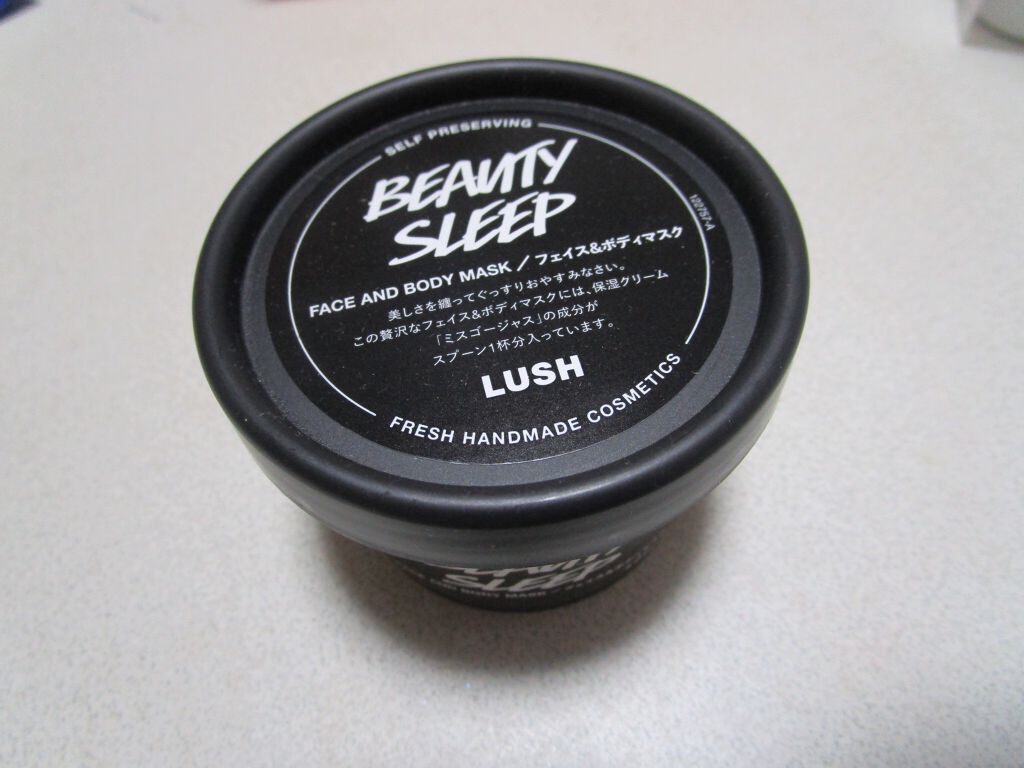 SELF PRESERVING
BEAUTY
SLEEP
FACE AND BODY MASK / フェイス&ボディマスク
美しさを纏ってぐっすりおやすみなさい。
この贅沢なフェイス&ボディマスクには、保湿クリーム
「ミスゴージャス」の成分が
スプーン1杯分入っています。
LUSH
FRESH HANDMADE COSMETICS
120757-A
SLEEP
BODY MASK /